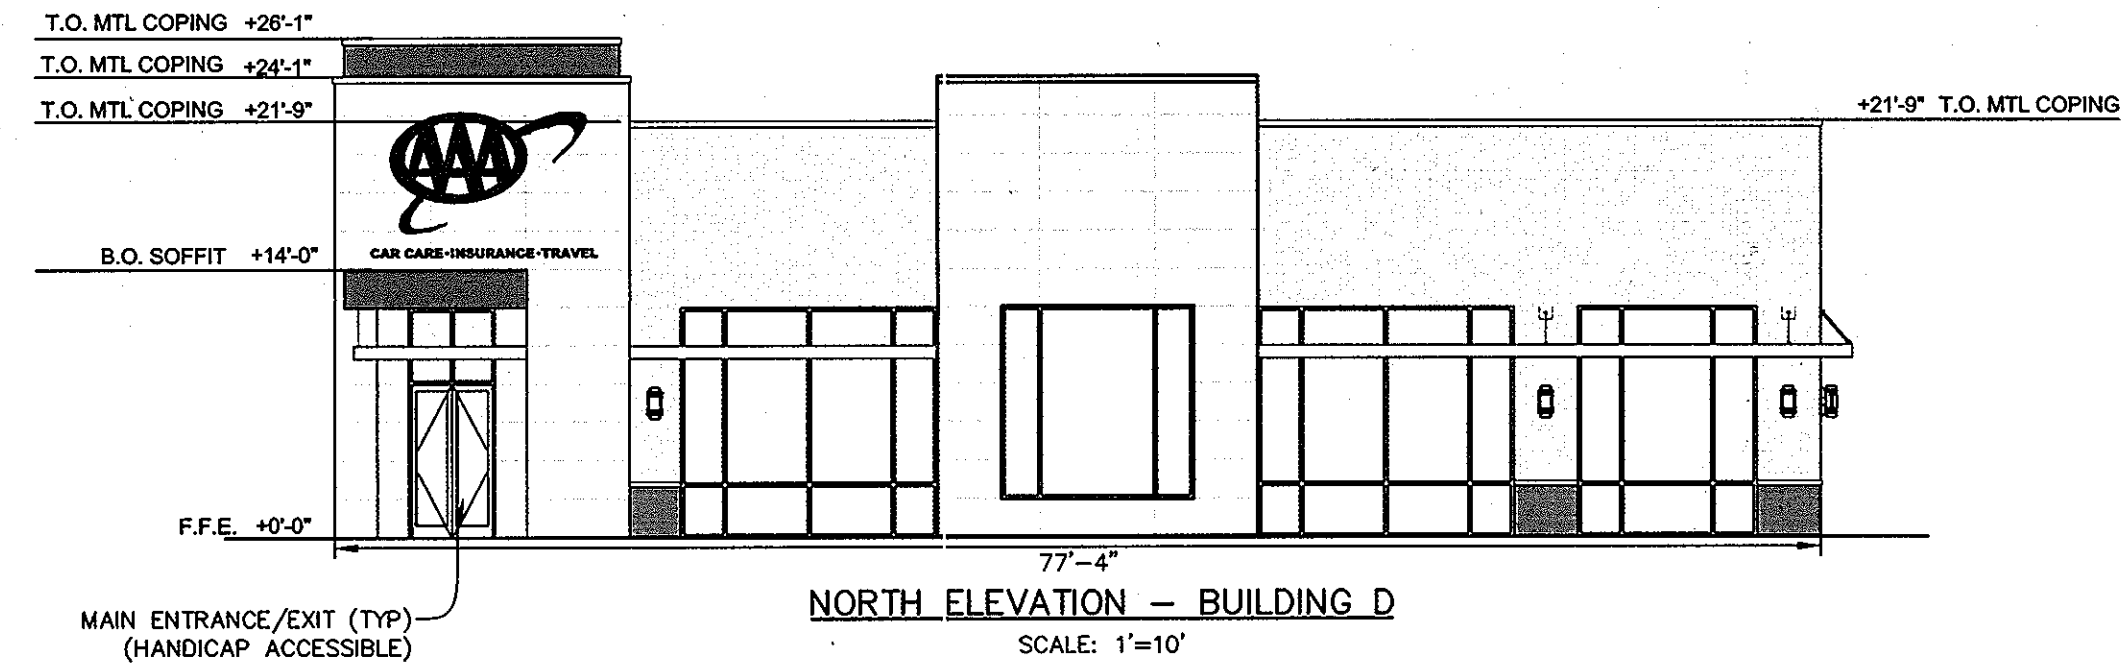 T.O. MTL COPING +26'-1"
T.O. MTL COPING +24'-1"
T.O. MTL COPING +21'-9"
+21'-9" T.O. MTL COPING
AAA
CAR CARE•INSURANCE•TRAVEL
B.O. SOFFIT +14'-0"
F.F.E. +0'-0"
77'-4"
MAIN ENTRANCE/EXIT (TYP)
(HANDICAP ACCESSIBLE)
NORTH ELEVATION - BUILDING D
SCALE: 1'=10'